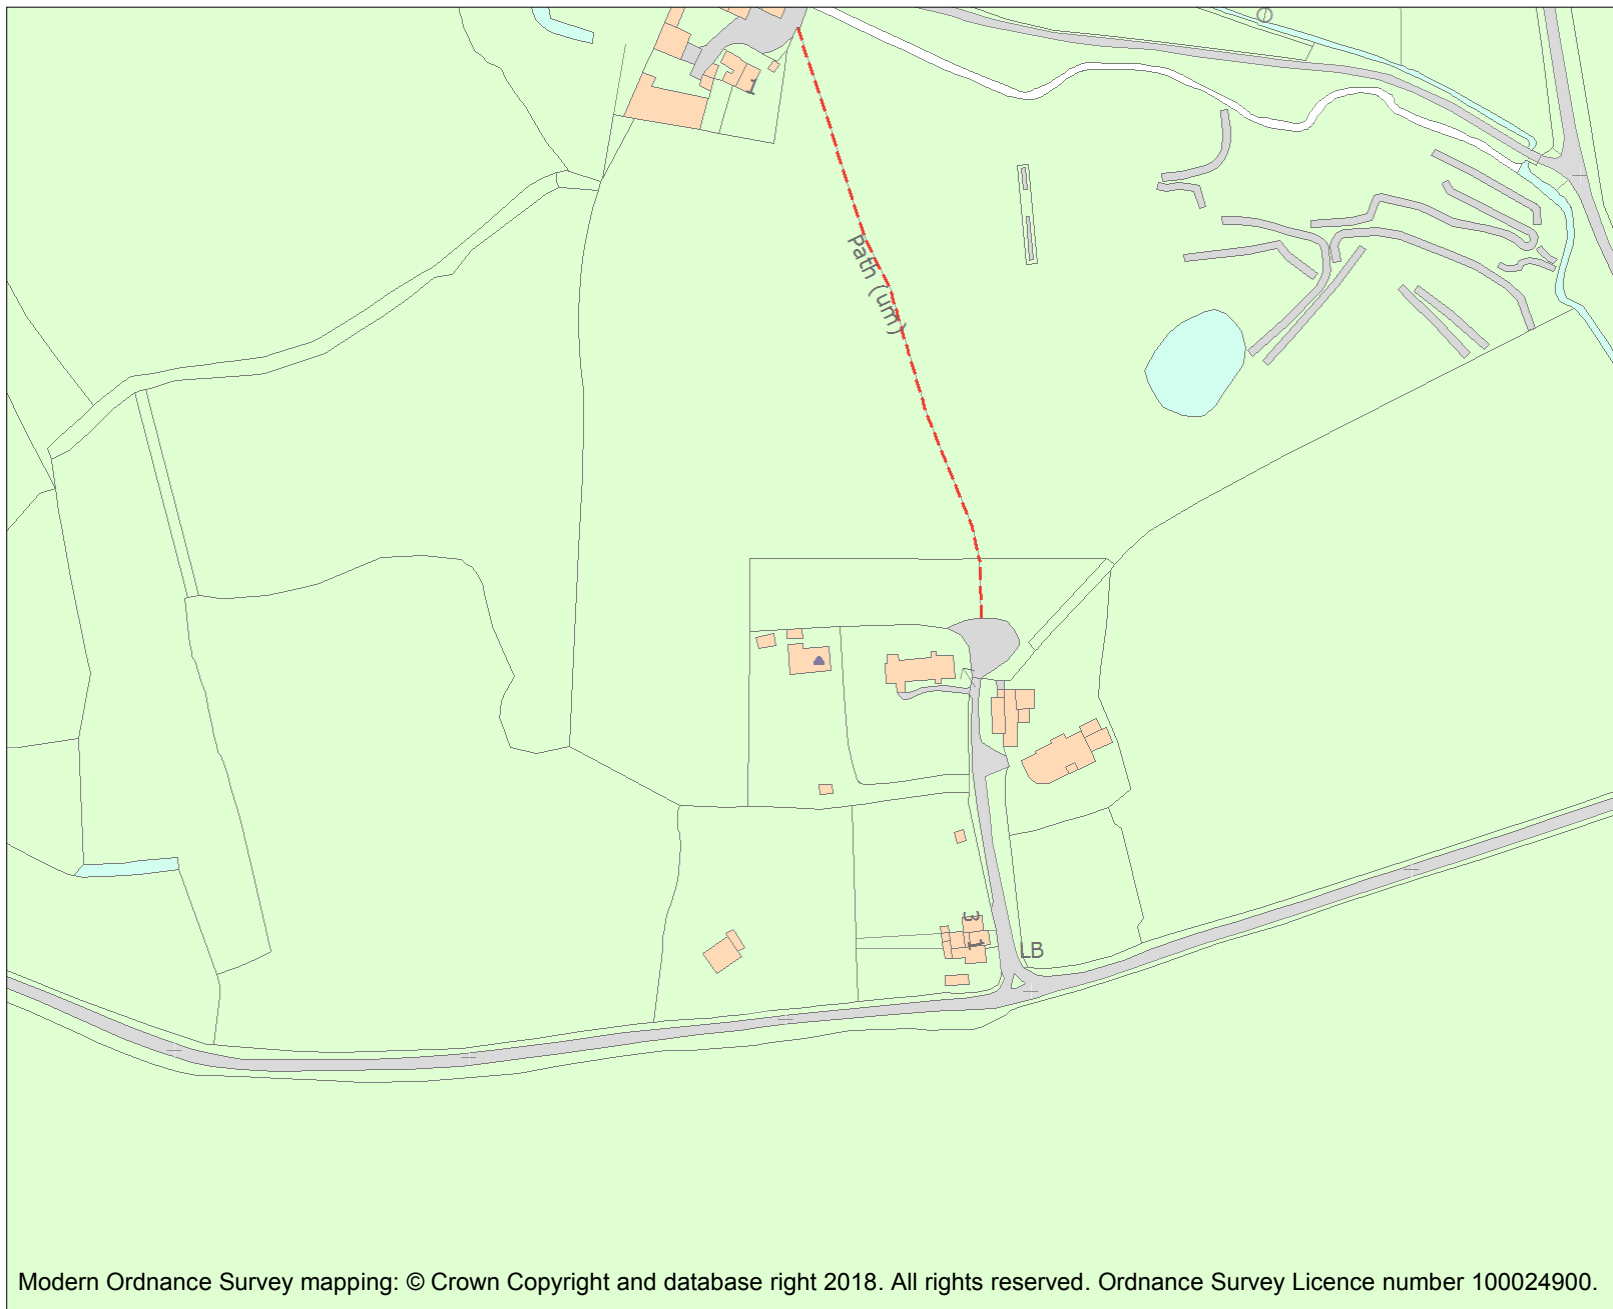 1
Path (um)
3
1
LB
Modern Ordnance Survey mapping: © Crown Copyright and database right 2018. All rights reserved. Ordnance Survey Licence number 100024900.